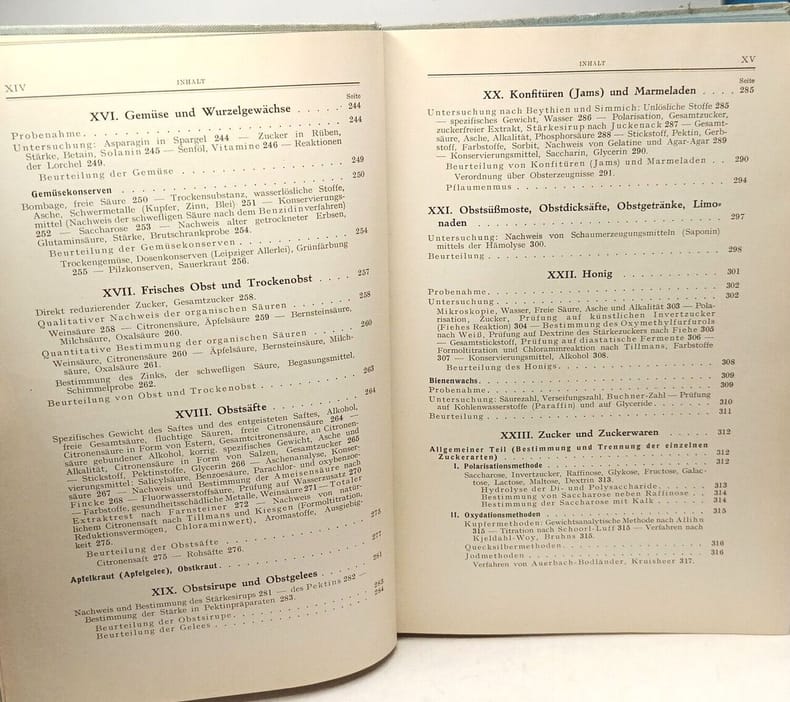 XIV
INHALT
Seite
XVI. Gemüse und Wurzelgewächse . . . . . 244
Probenahme . . . . . . . . . . . . . . . 244
Untersuchung: Asparagin in Spargel 244 — Zucker in Rüben,
Stärke, Betain, Solanin 245 — Senföl, Vitamine 246 — Reaktionen
der Lorchel 249.
Beurteilung der Gemüse . . . . . . . . . . 249
Gemüsekonserven . . . . . . . . . . . . . 250
Bombage, freie Säure 250 — Trockensubstanz, wasserlösliche Stoffe,
Asche, Schwermetalle (Kupfer, Zinn, Blei) 251 — Konservierungs-
mittel (Nachweis der schwefligen Säure nach dem Benzidinverfahren)
252 — Saccharose 253 — Nachweis alter getrockneter Erbsen,
Glutaminsäure, Stärke, Brutschrankprobe 254.
Beurteilung der Gemüsekonserven . . . . . . 254
Trockengemüse, Dosenkonserven (Leipziger Allerlei), Grünfärbung
255 — Pilzkonserven, Sauerkraut 256.
XVII. Frisches Obst und Trockenobst . . . . 257
Direkt reduzierender Zucker, Gesamtzucker 258.
Qualitativer Nachweis der organischen Säuren . . . . 258
Weinsäure 258 — Citronensäure, Äpfelsäure 259 — Bernsteinsäure,
Milchsäure, Oxalsäure 260.
Quantitative Bestimmung der organischen Säuren . . . 260
Weinsäure, Citronensäure 260 — Äpfelsäure, Bernsteinsäure, Milch-
säure, Oxalsäure 261.
Bestimmung des Zinks, der schwefligen Säure, Begasungsmittel,
Schimmelprobe 262.
Beurteilung von Obst und Trockenobst . . . . . 263
XVIII. Obstsäfte . . . . . . . . . 264
Spezifisches Gewicht des Saftes und des entgeisteten Saftes, Alkohol,
freie Gesamtsäure, flüchtige Säuren, freie Citronensäure 264 —
Citronensäure in Form von Estern, Gesamtcitronensäure, an Citronen-
säure gebundener Alkohol, korrig. spezifisches Gewicht, Asche und
Alkalität, Citronensäure in Form von Salzen, Gesamtzucker 265
— Stickstoff, Pektinstoffe, Glycerin 266 — Aschenanalyse, Konser-
vierungsmittel: Salicylsäure, Benzoesäure, Parachlor- und oxybenzoe-
säure 267 — Nachweis und Bestimmung der Ameisensäure nach
Fincke 268 — Fluorwasserstoffsäure, Prüfung auf Wasserzusatz 270
— Farbstoffe, gesundheitsschädliche Metalle, Weinsäure 271 — Totaler
Extraktrest nach Farnsteiner 272 — Nachweis von natür-
lichem Citronensaft nach Tillmans und Kiesgen (Formoltitration,
Reduktionsvermögen, Chloraminwert), Aromastoffe, Ausgiebig-
keit 275.
Beurteilung der Obstsäfte . . . . . . . . . 275
Citronensaft 275 — Rohsäfte 276.
Apfelkraut (Apfelgelee), Obstkraut . . . . . . 277
XIX. Obstsirupe und Obstgelees . . . . . 281
Nachweis und Bestimmung des Stärkesirups 281 — des Pektins 282 —
Bestimmung der Stärke in Pektinpräparaten 283.
Beurteilung der Obstsirupe . . . . . . . . 283
Beurteilung der Gelees . . . . . . . . . . 284
INHALT
XV
Seite
XX. Konfitüren (Jams) und Marmeladen . . . . 285
Untersuchung nach Beythien und Simmich: Unlösliche Stoffe 285
— spezifisches Gewicht, Wasser 286 — Polarisation, Gesamtzucker,
zuckerfreier Extrakt, Stärkesirup nach Juckenack 287 — Gesamt-
säure, Asche, Alkalität, Phosphorsäure 288 — Stickstoff, Pektin, Gerb-
stoff, Farbstoffe, Sorbit, Nachweis von Gelatine und Agar-Agar 289
— Konservierungsmittel, Saccharin, Glycerin 290.
Beurteilung von Konfitüren (Jams) und Marmeladen . . 290
Verordnung über Obsterzeugnisse 291.
Pflaumenmus . . . . . . . . . . . . . . 294
XXI. Obstsüßmoste, Obstdicksäfte, Obstgetränke, Limo-
naden . . . . . . . . . . . . . . . 297
Untersuchung: Nachweis von Schaumerzeugungsmitteln (Saponin)
mittels der Hämolyse 300.
Beurteilung . . . . . . . . . . . . . . . 298
XXII. Honig . . . . . . . . . . . 301
Probenahme . . . . . . . . . . . . . . . 302
Untersuchung . . . . . . . . . . . . . . 302
Mikroskopie, Wasser, Freie Säure, Asche und Alkalität 303 — Pola-
risation, Zucker, Prüfung auf künstlichen Invertzucker
(Fiehes Reaktion) 304 — Bestimmung des Oxymethylfurfurols
nach Weiß, Prüfung auf Dextrine des Stärkezuckers nach Fiehe 305
— Gesamtstickstoff, Prüfung auf diastatische Fermente 306 —
Formoltitration und Chloraminreaktion nach Tillmans, Farbstoffe
307 — Konservierungsmittel, Alkohol 308.
Beurteilung des Honigs . . . . . . . . . . 308
Bienenwachs . . . . . . . . . . . . . . . 309
Probenahme . . . . . . . . . . . . . . . 309
Untersuchung: Säurezahl, Verseifungszahl, Buchner-Zahl — Prüfung
auf Kohlenwasserstoffe (Paraffin) und auf Glyceride . . . 310
Beurteilung . . . . . . . . . . . . . . . 311
XXIII. Zucker und Zuckerwaren . . . . 312
Allgemeiner Teil (Bestimmung und Trennung der einzelnen
Zuckerarten) . . . . . . . . . . . . . . 312
I. Polarisationsmethode . . . . . . . . . . 312
Saccharose, Invertzucker, Raffinose, Glykose, Fructose, Galac-
tose, Lactose, Maltose, Dextrin 313.
Hydrolyse der Di- und Polysaccharide . . . . . 313
Bestimmung von Saccharose neben Raffinose . . 314
Bestimmung der Saccharose mit Kalk . . . . . 314
II. Oxydationsmethoden . . . . . . . . . . 315
Kupfermethoden: Gewichtsanalytische Methode nach Allihn
315 — Titration nach Schoorl-Luff 315 — Verfahren nach
Kjeldahl-Woy, Bruhns 315.
Quecksilbermethoden . . . . . . . . . . . 316
Jodmethoden . . . . . . . . . . . . . . 316
Verfahren von Auerbach-Bodländer, Kruisheer 317.